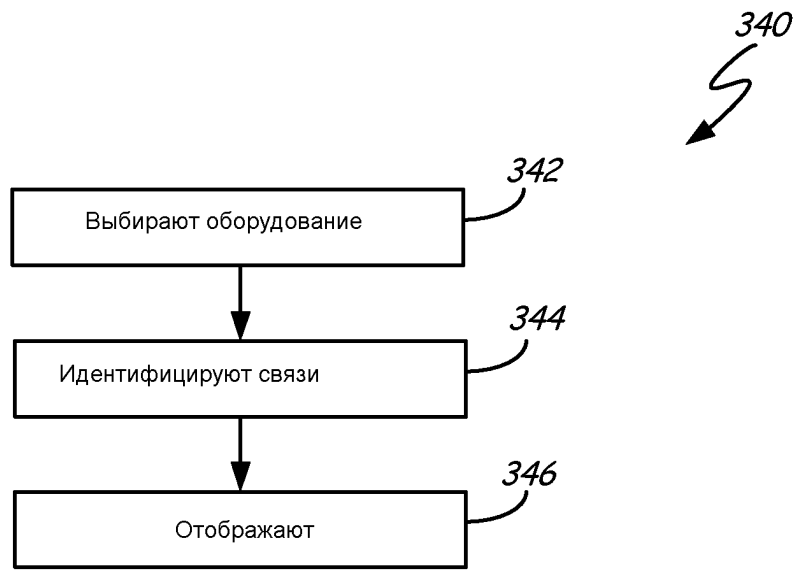 340
342
Выбирают оборудование
344
Идентифицируют связи
346
Отображают